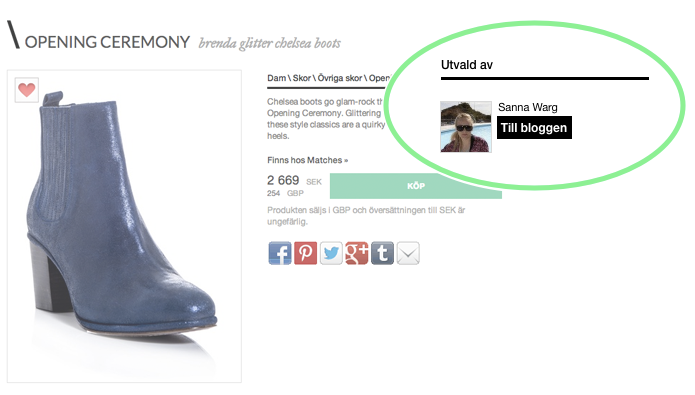 \ OPENING CEREMONY brenda glitter chelsea boots
Dam \ Skor \ Övriga skor \ Open
Chelsea boots go glam-rock th
Opening Ceremony. Glittering
these style classics are a quirky
heels.
Finns hos Matches »
2 669 SEK
254 GBP
KÖP
Produkten säljs i GBP och översättningen till SEK är
ungefärlig.
f P g+ t
Utvald av
Sanna Warg
Till bloggen